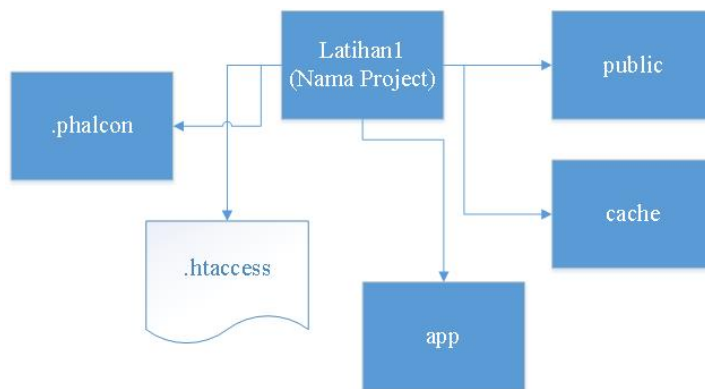 Latihan1
(Nama Project)
public
.phalcon
cache
.htaccess
app